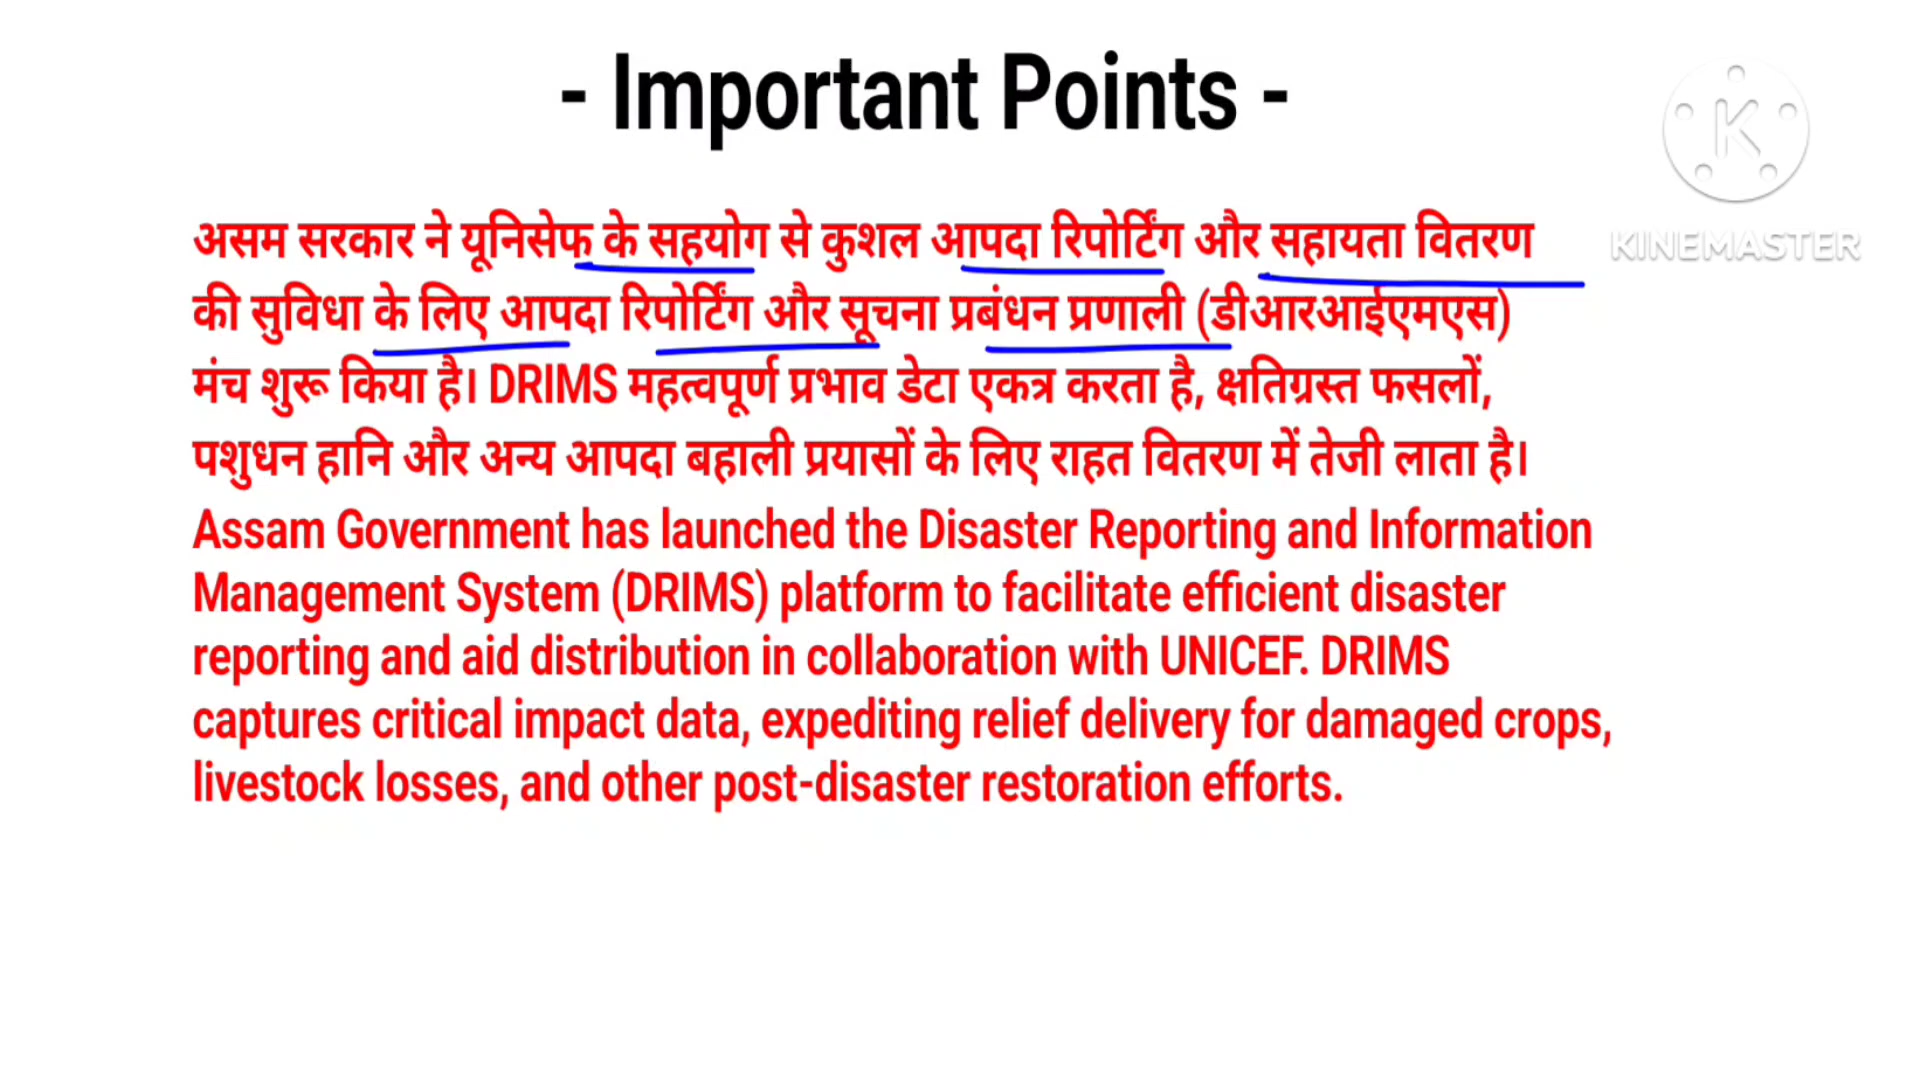 - Important Points -
K
KINEMASTER
असम सरकार ने यूनिसेफ के सहयोग से कुशल आपदा रिपोर्टिंग और सहायता वितरण
की सुविधा के लिए आपदा रिपोर्टिंग और सूचना प्रबंधन प्रणाली (डीआरआईएमएस)
मंच शुरू किया है। DRIMS महत्वपूर्ण प्रभाव डेटा एकत्र करता है, क्षतिग्रस्त फसलों,
पशुधन हानि और अन्य आपदा बहाली प्रयासों के लिए राहत वितरण में तेजी लाता है।
Assam Government has launched the Disaster Reporting and Information
Management System (DRIMS) platform to facilitate efficient disaster
reporting and aid distribution in collaboration with UNICEF. DRIMS
captures critical impact data, expediting relief delivery for damaged crops,
livestock losses, and other post-disaster restoration efforts.